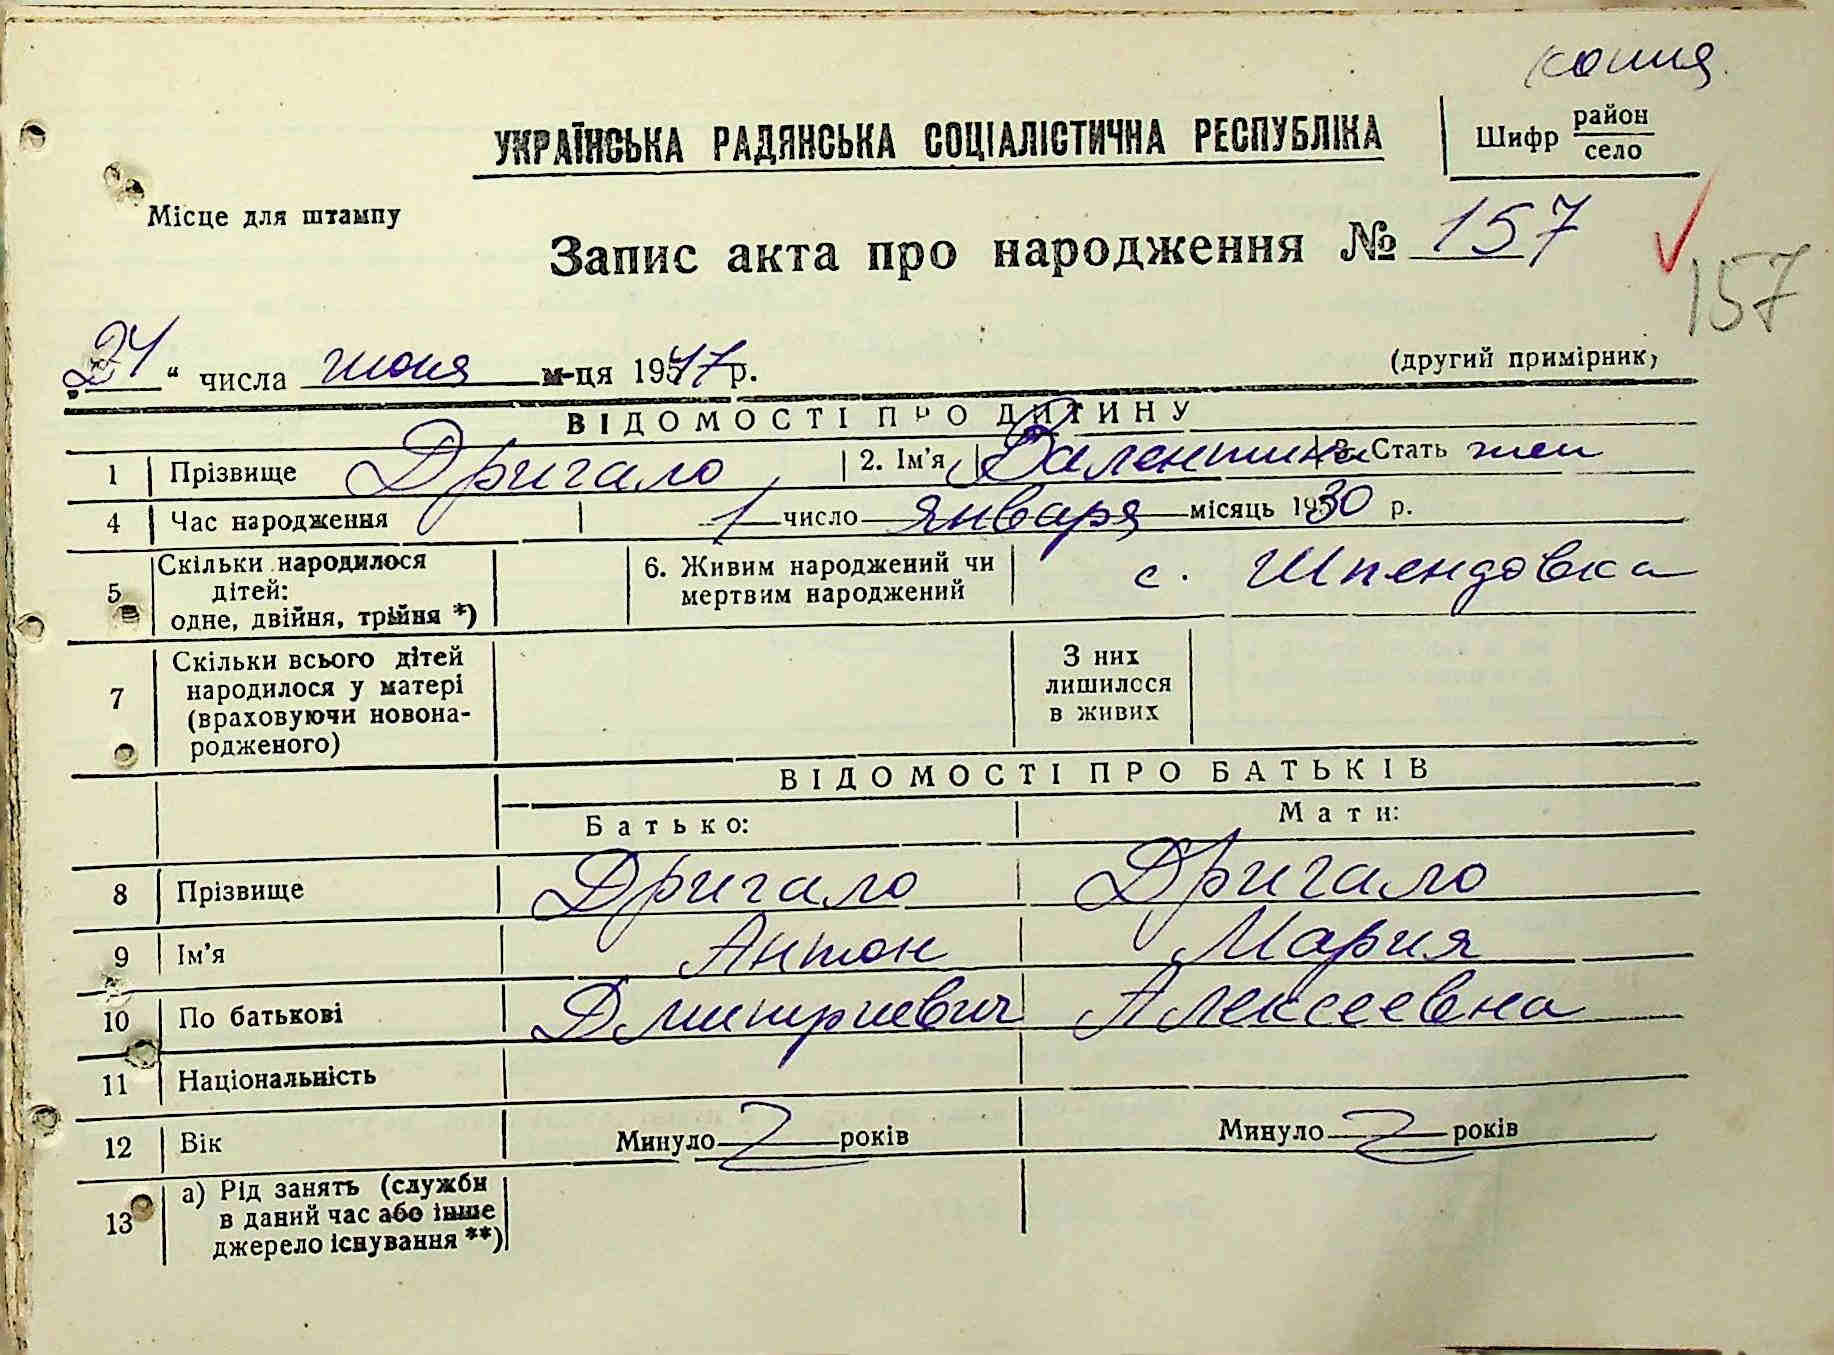 копия
УКРАЇНСЬКА РАДЯНСЬКА СОЦІАЛІСТИЧНА РЕСПУБЛІКА
Шифр район
село
Місце для штампу
Запис акта про народження № 157
157
„24“ числа июня м-ця 1947 р.
(другий примірник)
ВІДОМОСТІ ПРО ДИТИНУ
1 Прізвище Дригало 2. Ім'я Валентина 3. Стать жен
4 Час народження 1 число января місяць 1930 р.
5 Скільки народилося дітей: одне, двійня, трійня *) 6. Живим народжений чи мертвим народжений с. Шпендовка
7 Скільки всього дітей народилося у матері (враховуючи новонародженого) З них лишилося в живих
ВІДОМОСТІ ПРО БАТЬКІВ
Батько: Мати:
8 Прізвище Дригало Дригало
9 Ім'я Антон Мария
10 По батькові Дмитриевич Алексеевна
11 Національність
12 Вік Минуло років Минуло років
13 а) Рід занять (служби в даний час або інше джерело існування **)